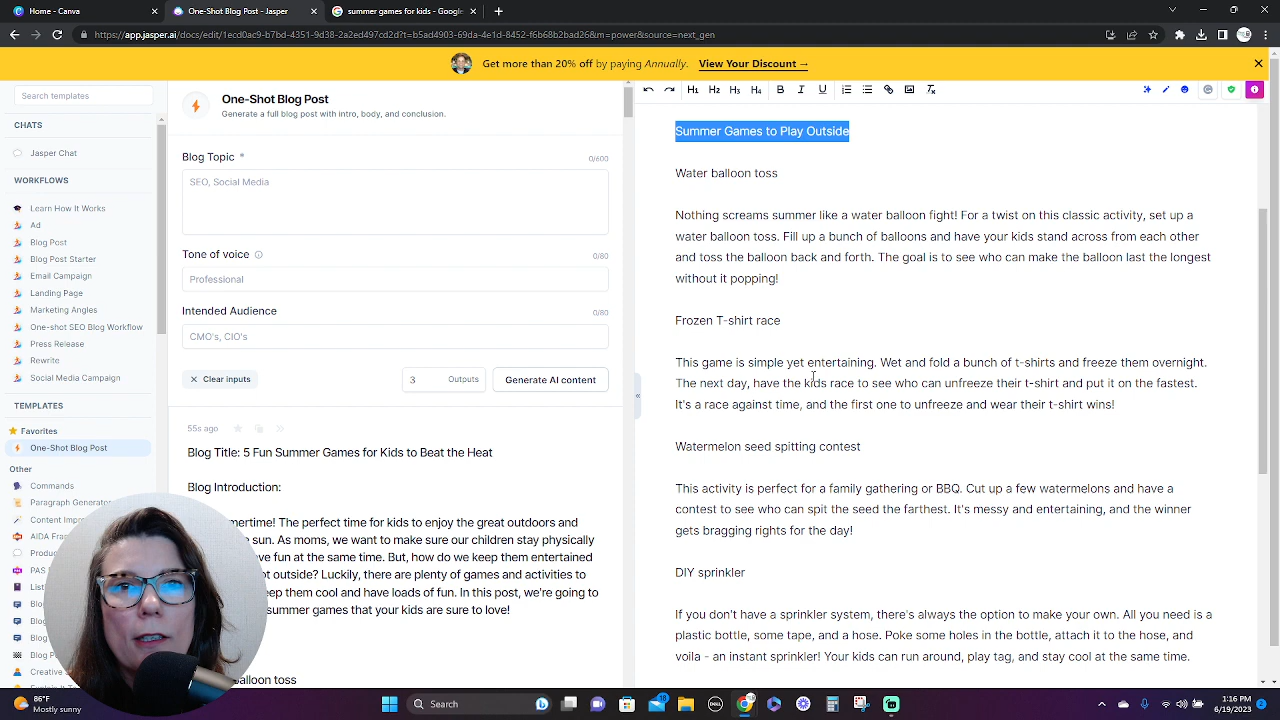 Home - Canva
One-Shot Blog Post - Jasper
summer games for kids - Google
https://app.jasper.ai/docs/edit/1ecd0ac9-b7bd-4351-9d38-2a2ed497cd2d?t=b5ad4903-69da-4e1d-8452-f6b68b2bad26&m=power&source=next_gen
Get more than 20% off by paying Annually. View Your Discount →
Search templates
CHATS
Jasper Chat
WORKFLOWS
Learn How It Works
Ad
Blog Post
Blog Post Starter
Email Campaign
Landing Page
Marketing Angles
One-shot SEO Blog Workflow
Press Release
Rewrite
Social Media Campaign
TEMPLATES
Favorites
One-Shot Blog Post
Other
Commands
Paragraph Generator
Content Impro
AIDA Fra
Produc
PAS
List
Blo
Blog
Blog
Blog P
Creative S
Explain It T
One-Shot Blog Post
Generate a full blog post with intro, body, and conclusion.
Blog Topic *
0/600
SEO, Social Media
Tone of voice
0/80
Professional
Intended Audience
0/80
CMO's, CIO's
Clear inputs
3 Outputs
Generate AI content
55s ago
Blog Title: 5 Fun Summer Games for Kids to Beat the Heat
Blog Introduction:
mertime! The perfect time for kids to enjoy the great outdoors and
e sun. As moms, we want to make sure our children stay physically
ve fun at the same time. But, how do we keep them entertained
ot outside? Luckily, there are plenty of games and activities to
eep them cool and have loads of fun. In this post, we're going to
summer games that your kids are sure to love!
balloon toss
H1 H2 H3 H4 B I U
Summer Games to Play Outside
Water balloon toss
Nothing screams summer like a water balloon fight! For a twist on this classic activity, set up a
water balloon toss. Fill up a bunch of balloons and have your kids stand across from each other
and toss the balloon back and forth. The goal is to see who can make the balloon last the longest
without it popping!
Frozen T-shirt race
This game is simple yet entertaining. Wet and fold a bunch of t-shirts and freeze them overnight.
The next day, have the kids race to see who can unfreeze their t-shirt and put it on the fastest.
It's a race against time, and the first one to unfreeze and wear their t-shirt wins!
Watermelon seed spitting contest
This activity is perfect for a family gathering or BBQ. Cut up a few watermelons and have a
contest to see who can spit the seed the farthest. It's messy and entertaining, and the winner
gets bragging rights for the day!
DIY sprinkler
If you don't have a sprinkler system, there's always the option to make your own. All you need is
a plastic bottle, some tape, and a hose. Poke some holes in the bottle, attach it to the hose, and
voila - an instant sprinkler! Your kids can run around, play tag, and stay cool at the same time.
86°F
Mostly sunny
Search
DELL
1:16 PM
6/19/2023